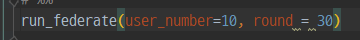 # %%
run_federate(user_number=10, round = 30)